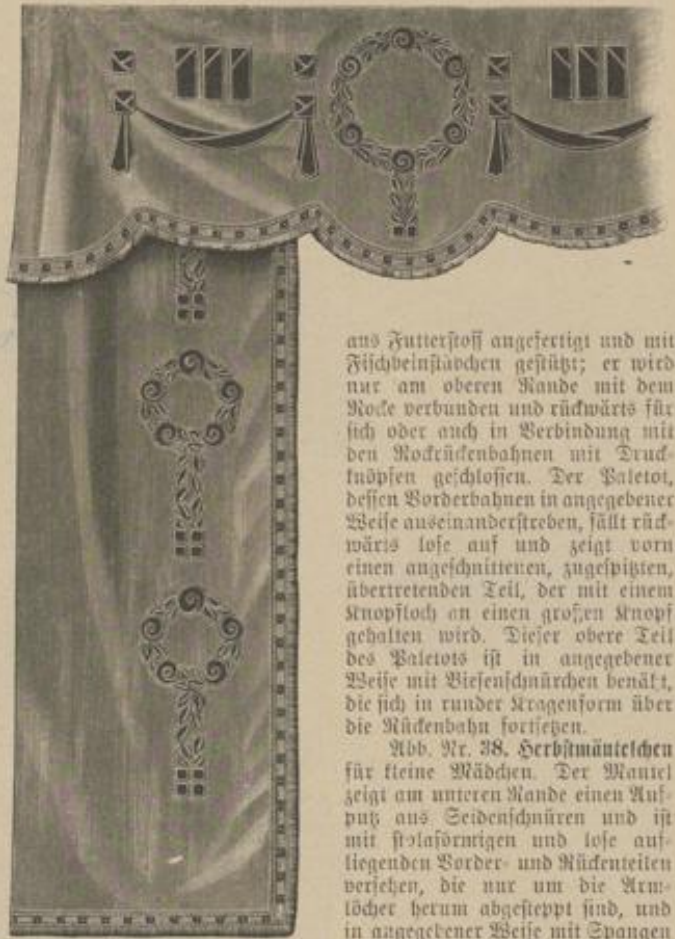 aus Futterstoff angefertigt und mit
Fischbeinstäbchen gestützt; er wird
nur am oberen Rande mit dem
Rocke verbunden und rückwärts für
sich oder auch in Verbindung mit
den Rockrückenbahnen mit Druck-
knöpfen geschlossen. Der Paletot,
dessen Vorderbahnen in angegebener
Weise auseinanderstreben, fällt rück-
wärts lose auf und zeigt vorn
einen angeschnittenen, zugespitzten,
übertretenden Teil, der mit einem
Knopfloch an einen großen Knopf
gehalten wird. Dieser obere Teil
des Paletots ist in angegebener
Weise mit Biesenschnürchen benäht,
die sich in runder Kragenform über
die Rückenbahn fortsetzen.
Abb. Nr. 38. Herbstmäntelchen
für kleine Mädchen. Der Mantel
zeigt am unteren Rande einen Auf-
putz aus Seidenschnüren und ist
mit stolaförmigen und lose auf-
liegenden Vorder- und Rückenteilen
versehen, die nur um die Arm-
löcher herum abgesteppt sind, und
in angegebener Weise mit Spangen